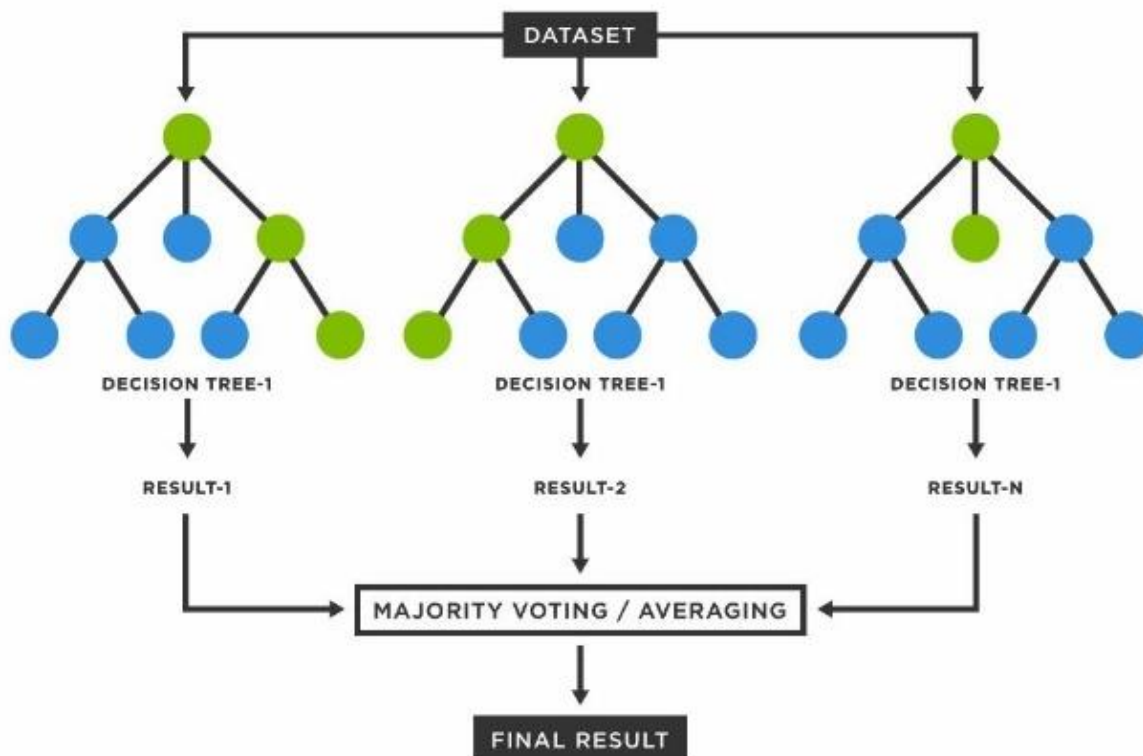 DATASET
DECISION TREE-1
DECISION TREE-1
DECISION TREE-1
RESULT-1
RESULT-2
RESULT-N
MAJORITY VOTING / AVERAGING
FINAL RESULT